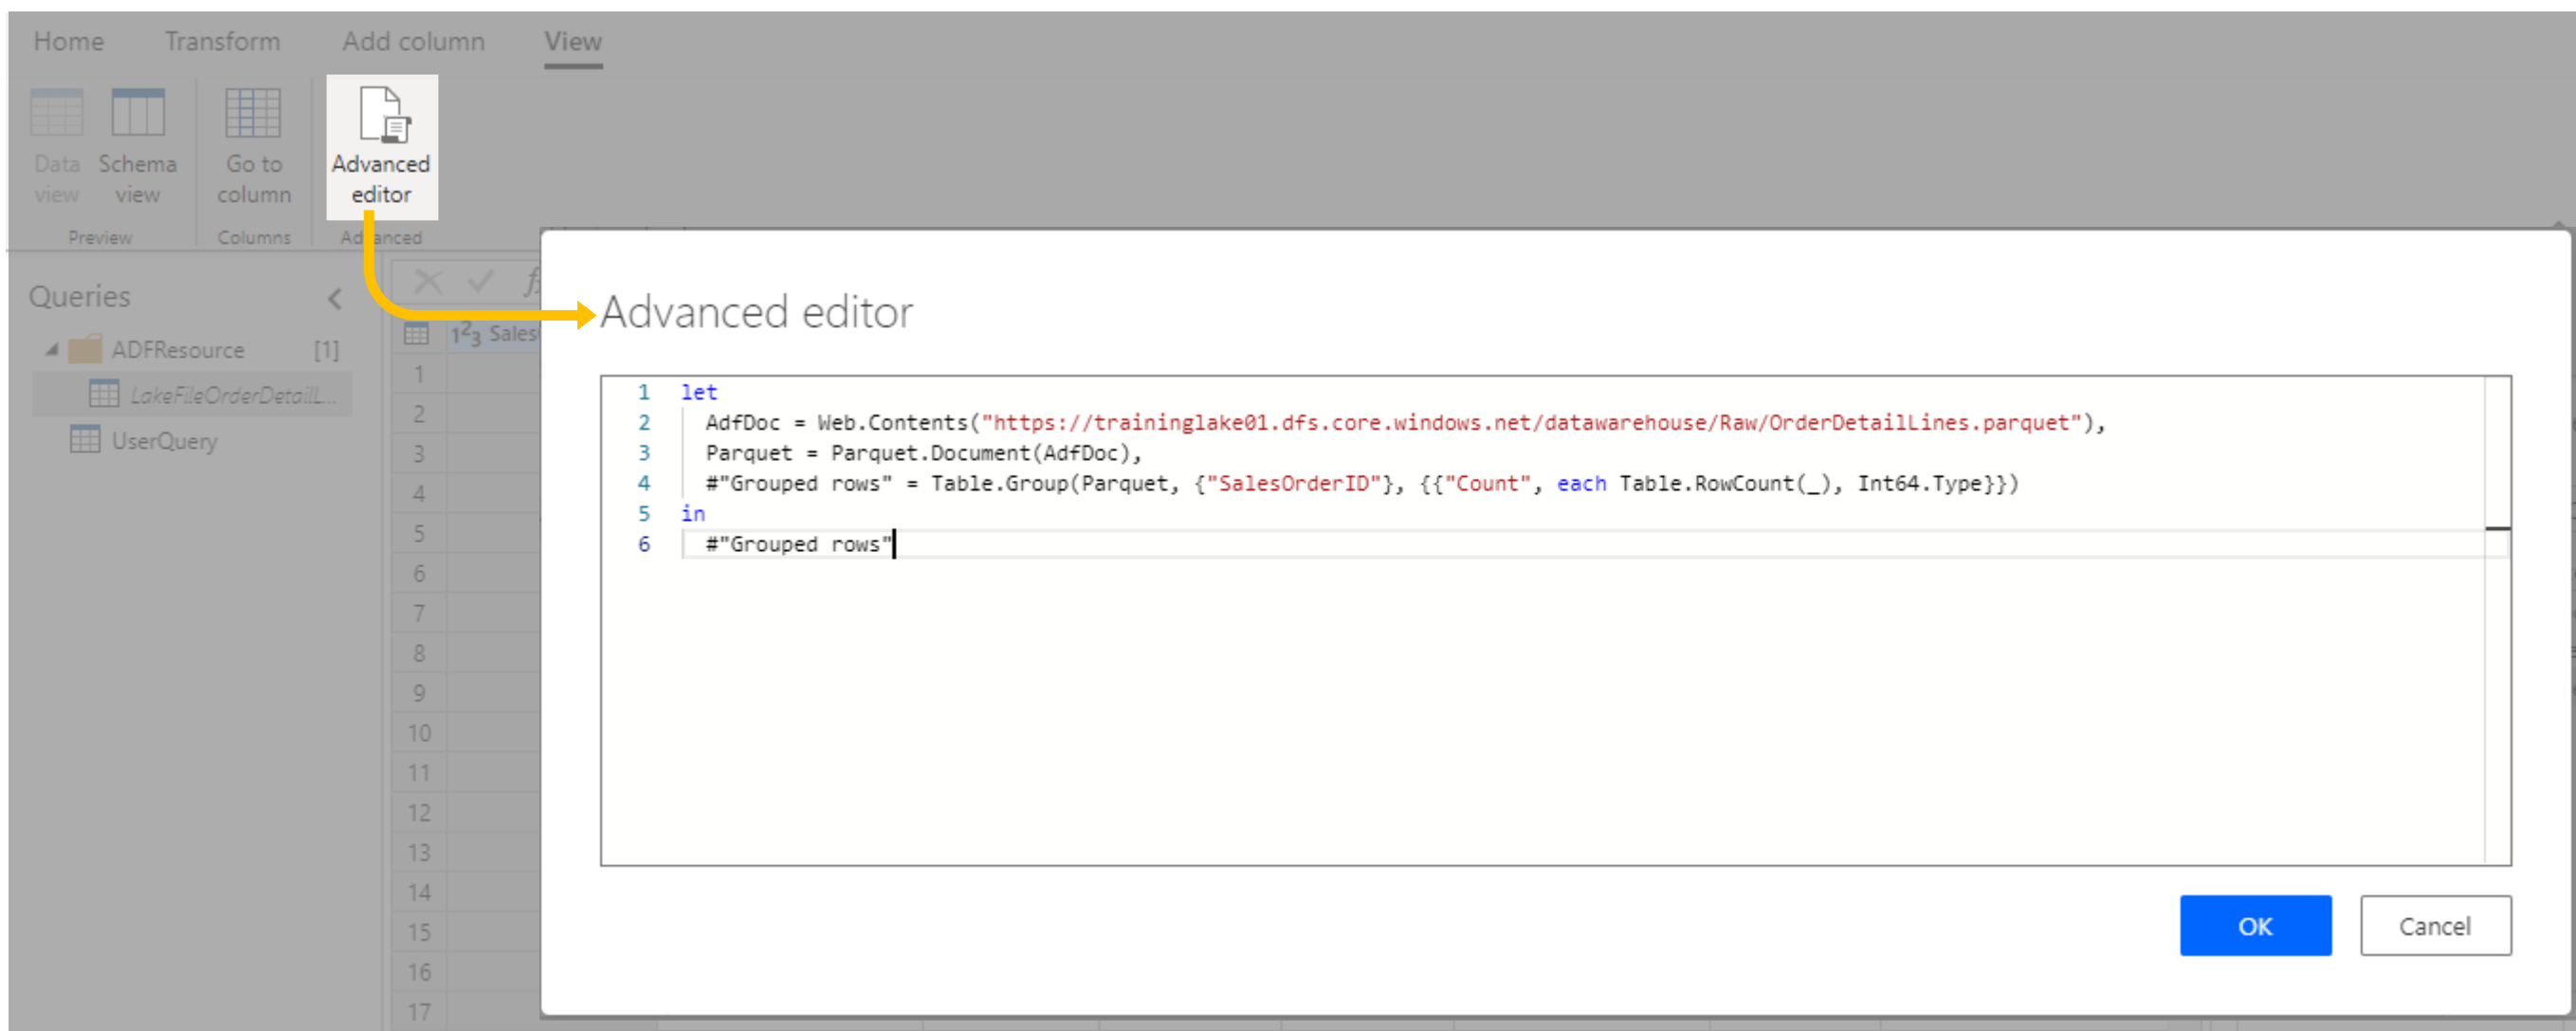 Home Transform Add column View
Data view
Schema view
Go to column
Advanced editor
Preview Columns Advanced
Queries
ADFResource [1]
LakeFileOrderDetailL...
UserQuery
fx
1²3 Sales
1
2
3
4
5
6
7
8
9
10
11
12
13
14
15
16
17
Advanced editor
1 let
2 AdfDoc = Web.Contents("https://traininglake01.dfs.core.windows.net/datawarehouse/Raw/OrderDetailLines.parquet"),
3 Parquet = Parquet.Document(AdfDoc),
4 #"Grouped rows" = Table.Group(Parquet, {"SalesOrderID"}, {{"Count", each Table.RowCount(_), Int64.Type}})
5 in
6 #"Grouped rows"
OK Cancel